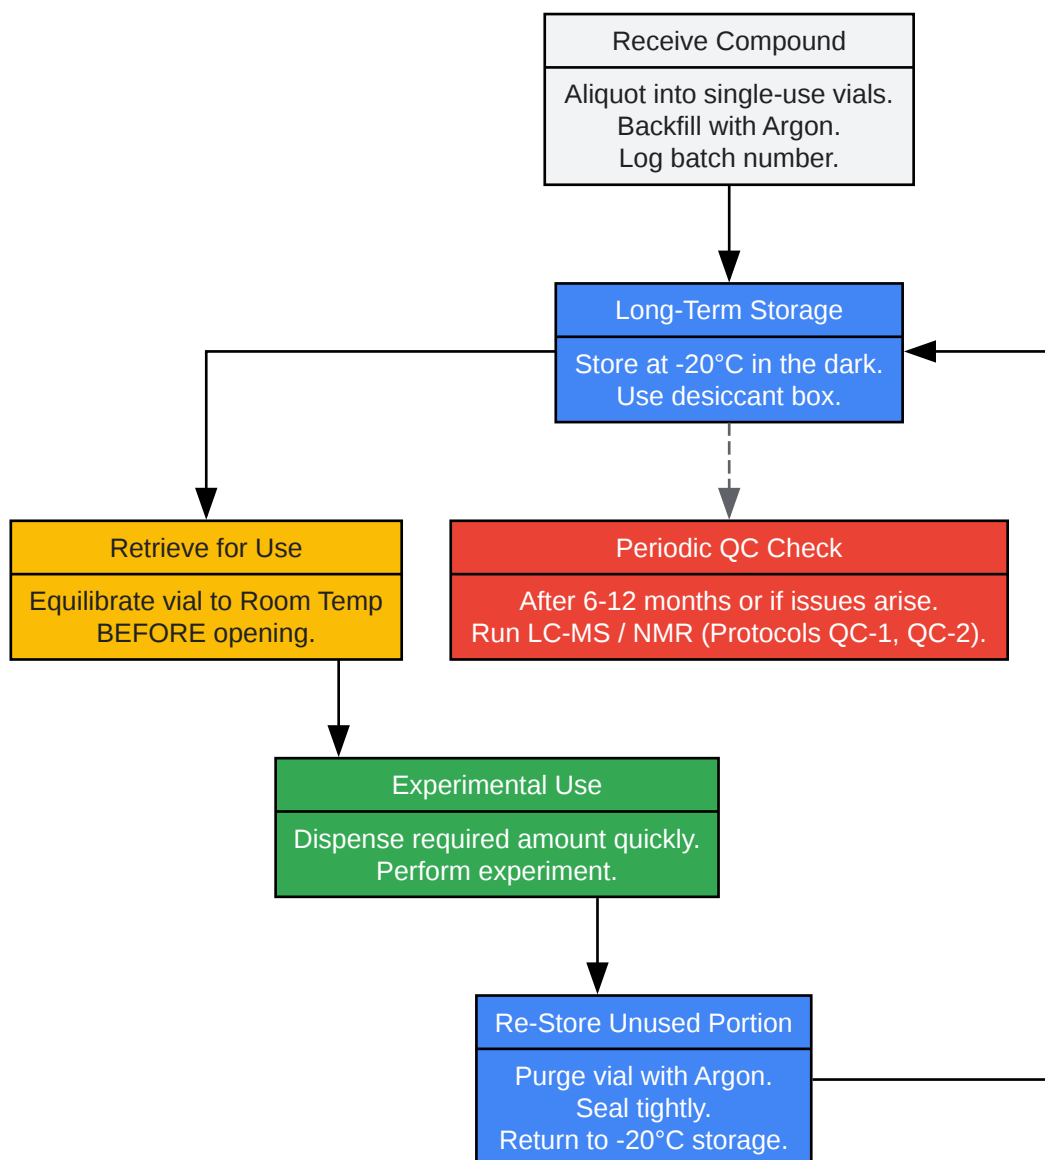 Receive Compound
Aliquot into single-use vials.
Backfill with Argon.
Log batch number.
Long-Term Storage
Store at -20°C in the dark.
Use desiccant box.
Retrieve for Use
Equilibrate vial to Room Temp
BEFORE opening.
Periodic QC Check
After 6-12 months or if issues arise.
Run LC-MS / NMR (Protocols QC-1, QC-2).
Experimental Use
Dispense required amount quickly.
Perform experiment.
Re-Store Unused Portion
Purge vial with Argon.
Seal tightly.
Return to -20°C storage.